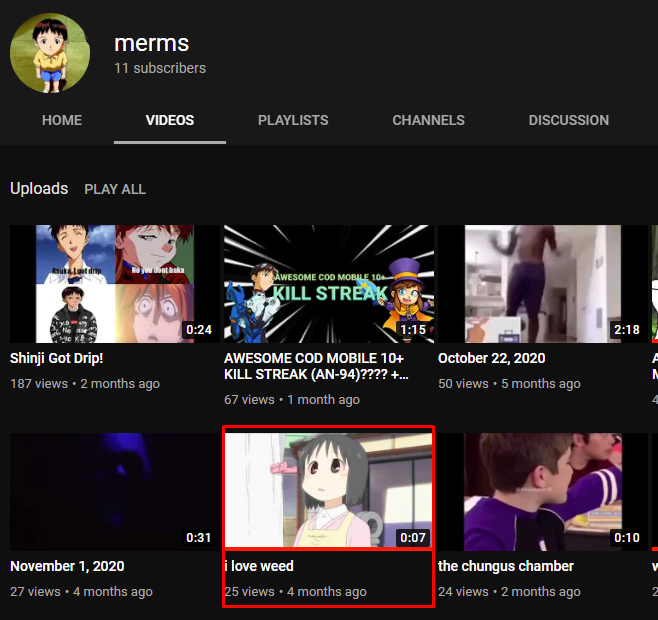 merms
11 subscribers
HOME VIDEOS PLAYLISTS CHANNELS DISCUSSION
Uploads PLAY ALL
Asuka, I got drip
No you dont baka
0:24
AWESOME COD MOBILE 10+
KILL STREAK
1:15
2:18
Shinji Got Drip!
187 views • 2 months ago
AWESOME COD MOBILE 10+
KILL STREAK (AN-94)???? +...
67 views • 1 month ago
October 22, 2020
50 views • 5 months ago
0:31
0:07
0:10
November 1, 2020
27 views • 4 months ago
i love weed
25 views • 4 months ago
the chungus chamber
24 views • 2 months ago